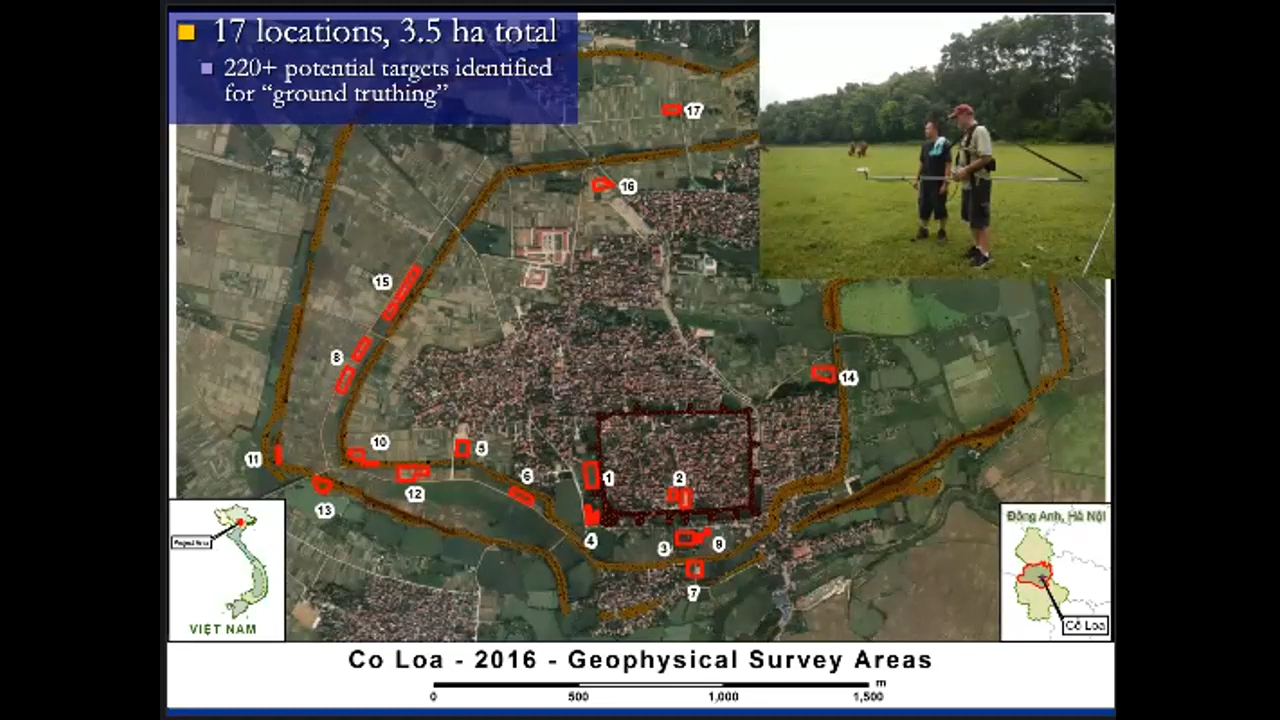 17 locations, 3.5 ha total
220+ potential targets identified
for “ground truthing”
17
16
15
8
14
10
5
11
6
1
2
12
13
4
3
9
7
Project Area
VIỆT NAM
Đông Anh, Hà Nội
Cổ Loa
Co Loa - 2016 - Geophysical Survey Areas
m
0 500 1,000 1,500